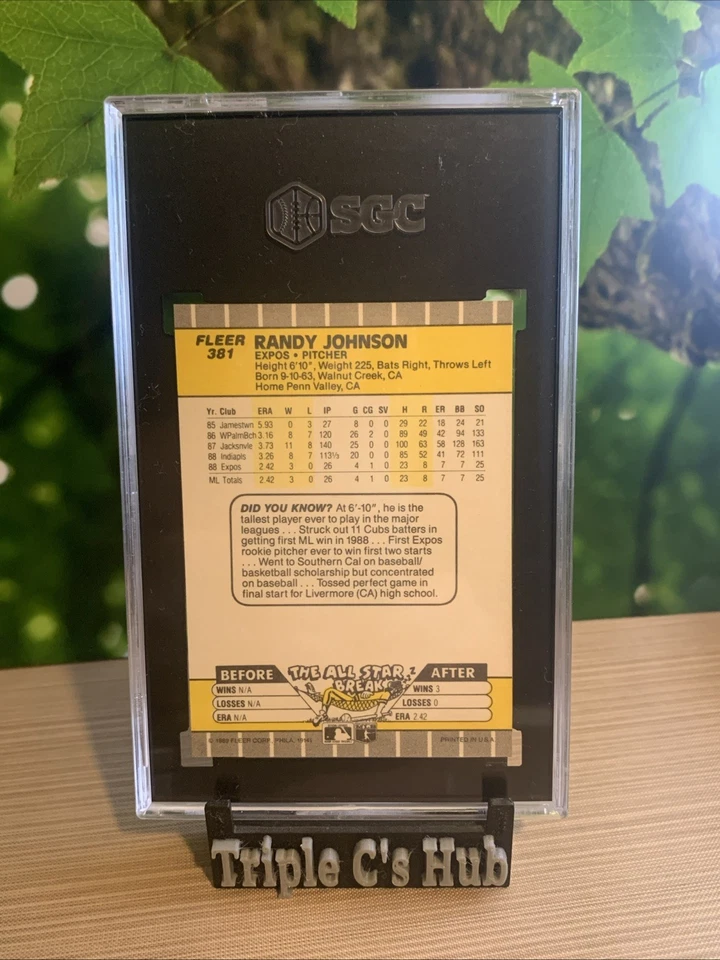 SGC
FLEER 381
RANDY JOHNSON
EXPOS • PITCHER
Height 6'10", Weight 225, Bats Right, Throws Left
Born 9-10-63, Walnut Creek, CA
Home Penn Valley, CA
Yr. Club ERA W L IP G CG SV H R ER BB SO
85 Jamestwn 5.93 0 3 27 8 0 0 29 22 18 24 21
86 WPalmBch 3.16 8 7 120 26 2 0 89 49 42 94 133
87 Jacksnvle 3.73 11 8 140 25 0 0 100 63 58 128 163
88 Indiapls 3.26 8 7 113⅓ 20 0 0 85 52 41 72 111
88 Expos 2.42 3 0 26 4 1 0 23 8 7 7 25
ML Totals 2.42 3 0 26 4 1 0 23 8 7 7 25
DID YOU KNOW? At 6'-10", he is the
tallest player ever to play in the major
leagues . . . Struck out 11 Cubs batters in
getting first ML win in 1988 . . . First Expos
rookie pitcher ever to win first two starts
. . . Went to Southern Cal on baseball/
basketball scholarship but concentrated
on baseball . . . Tossed perfect game in
final start for Livermore (CA) high school.
BEFORE THE ALL STAR BREAK AFTER
WINS N/A WINS 3
LOSSES N/A LOSSES 0
ERA N/A ERA 2.42
© 1989 FLEER CORP., PHILA. 19141 PRINTED IN U.S.A.
Triple C's Hub